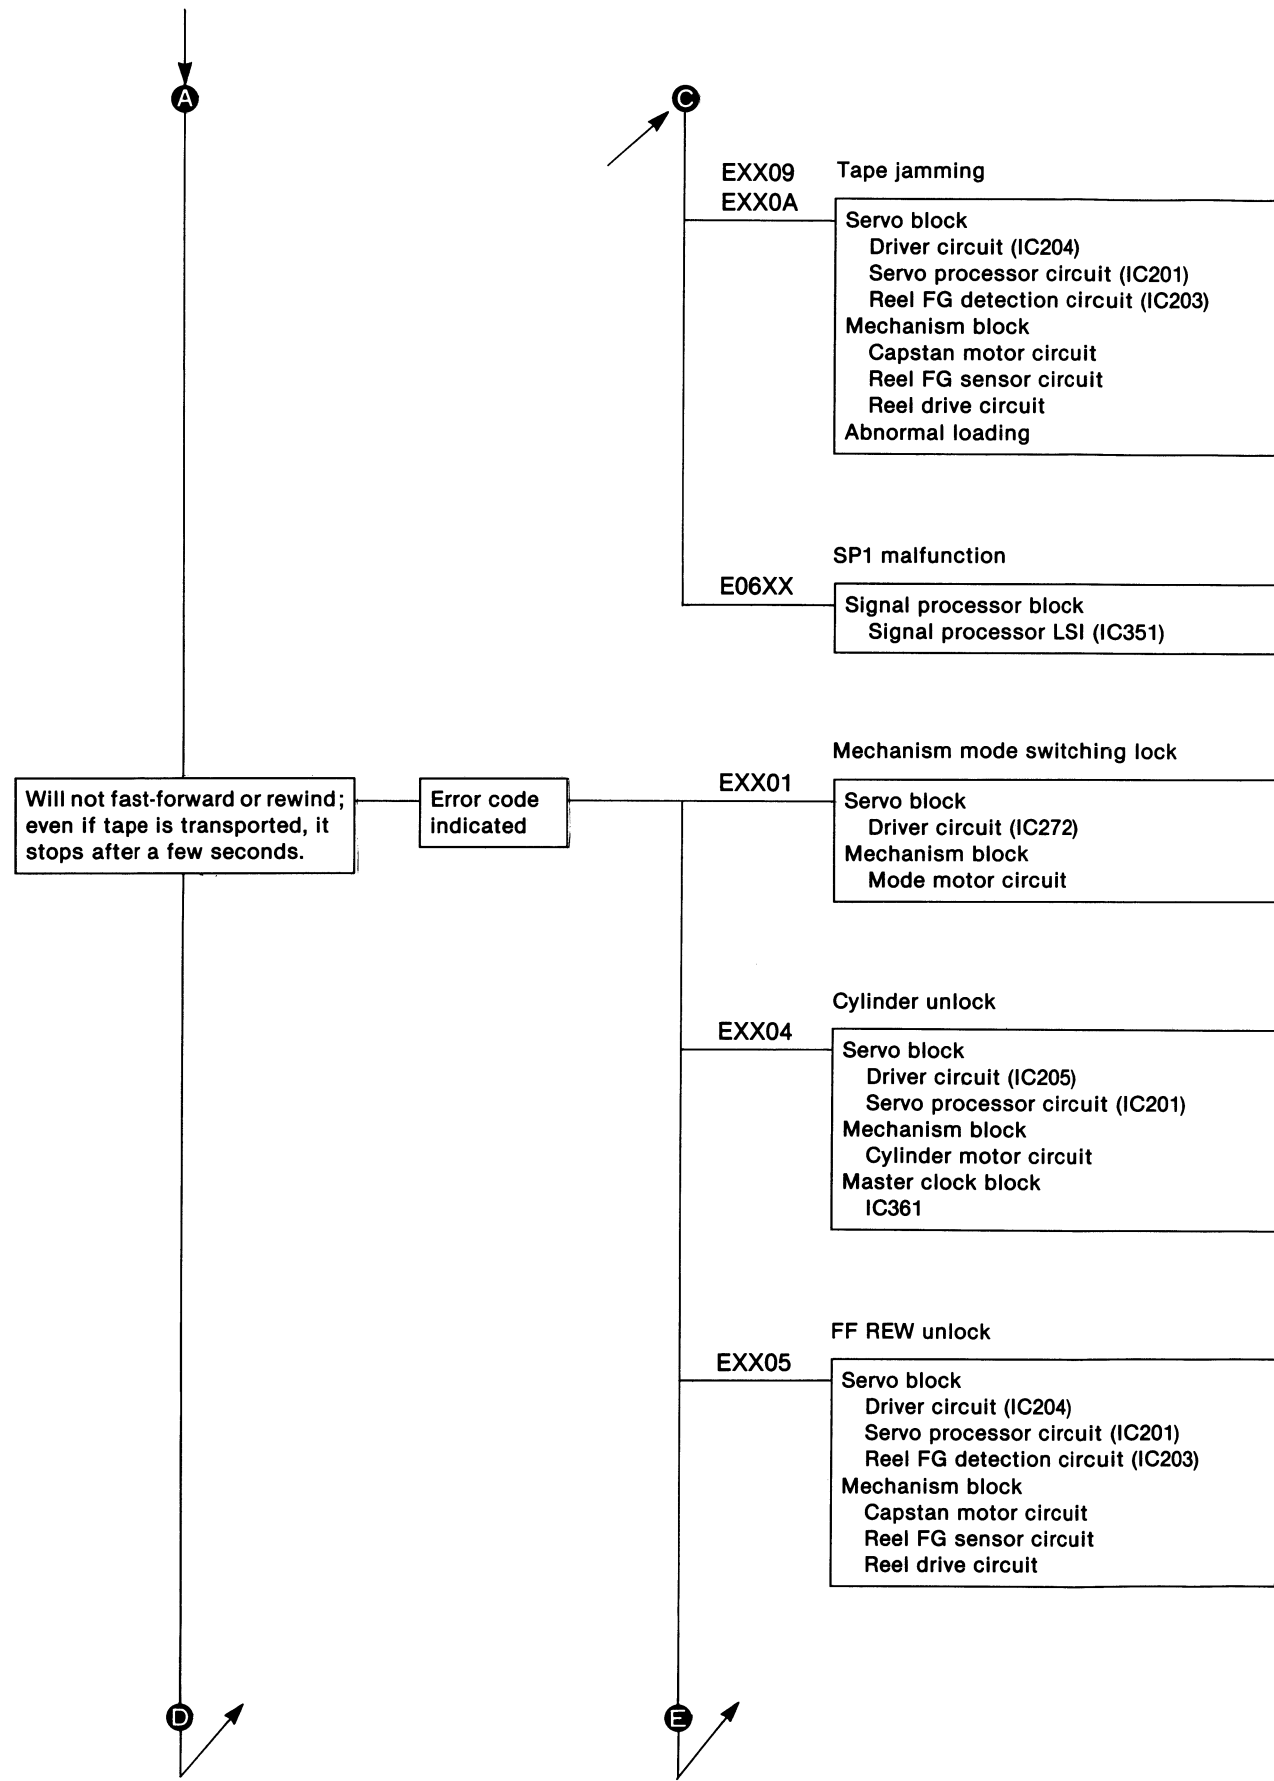 A
C
EXX09
EXX0A
Tape jamming
Servo block
Driver circuit (IC204)
Servo processor circuit (IC201)
Reel FG detection circuit (IC203)
Mechanism block
Capstan motor circuit
Reel FG sensor circuit
Reel drive circuit
Abnormal loading
SP1 malfunction
E06XX
Signal processor block
Signal processor LSI (IC351)
Will not fast-forward or rewind;
even if tape is transported, it
stops after a few seconds.
Error code
indicated
Mechanism mode switching lock
EXX01
Servo block
Driver circuit (IC272)
Mechanism block
Mode motor circuit
Cylinder unlock
EXX04
Servo block
Driver circuit (IC205)
Servo processor circuit (IC201)
Mechanism block
Cylinder motor circuit
Master clock block
IC361
FF REW unlock
EXX05
Servo block
Driver circuit (IC204)
Servo processor circuit (IC201)
Reel FG detection circuit (IC203)
Mechanism block
Capstan motor circuit
Reel FG sensor circuit
Reel drive circuit
D
E